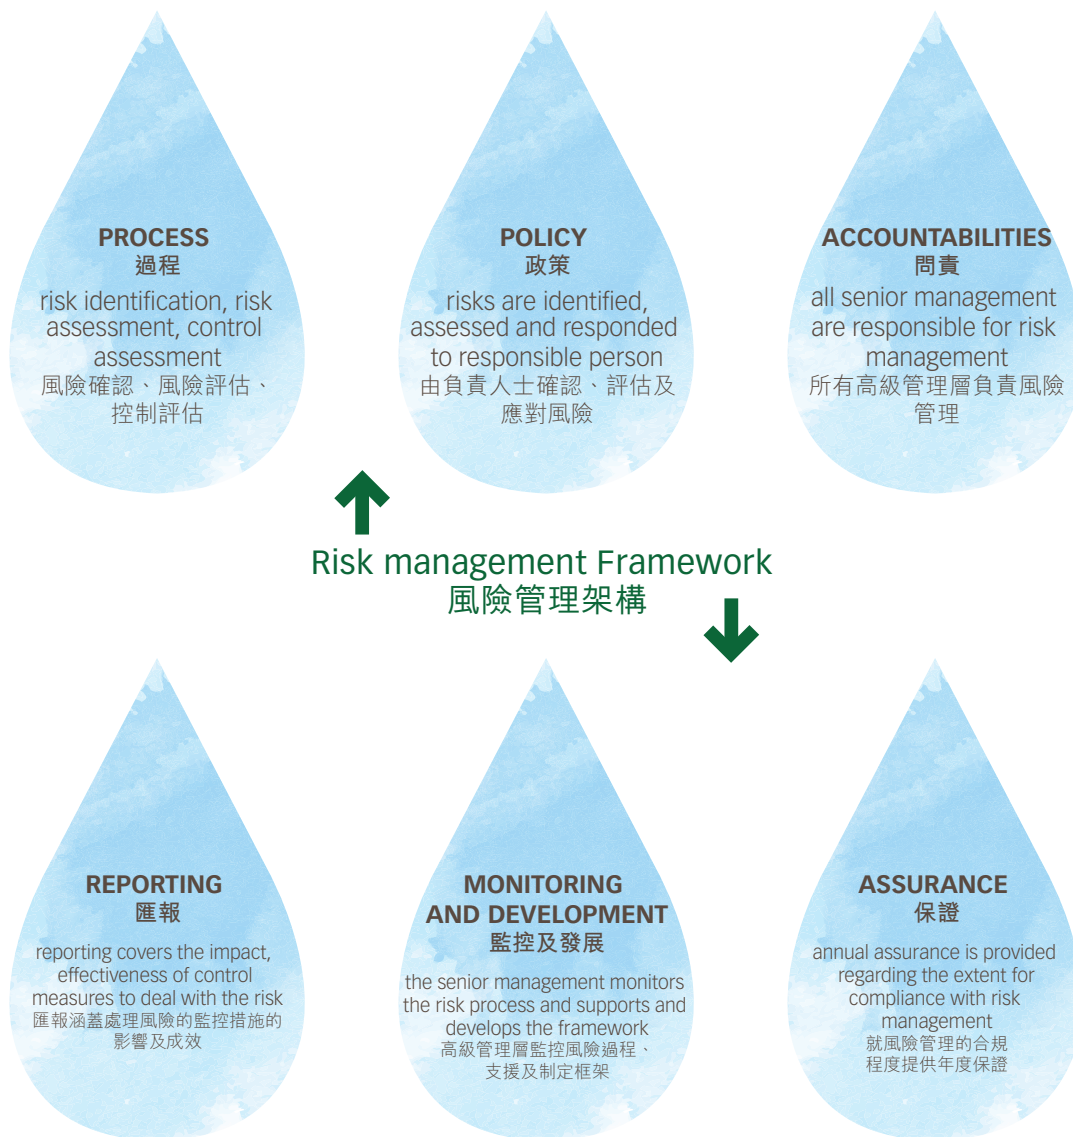 PROCESS
過程
risk identification, risk
assessment, control
assessment
風險確認、風險評估、
控制評估
POLICY
政策
risks are identified,
assessed and responded
to responsible person
由負責人士確認、評估及
應對風險
ACCOUNTABILITIES
問責
all senior management
are responsible for risk
management
所有高級管理層負責風險
管理
Risk management Framework
風險管理架構
REPORTING
匯報
reporting covers the impact,
effectiveness of control
measures to deal with the risk
匯報涵蓋處理風險的監控措施的
影響及成效
MONITORING
AND DEVELOPMENT
監控及發展
the senior management monitors
the risk process and supports and
develops the framework
高級管理層監控風險過程、
支援及制定框架
ASSURANCE
保證
annual assurance is provided
regarding the extent for
compliance with risk
management
就風險管理的合規
程度提供年度保證